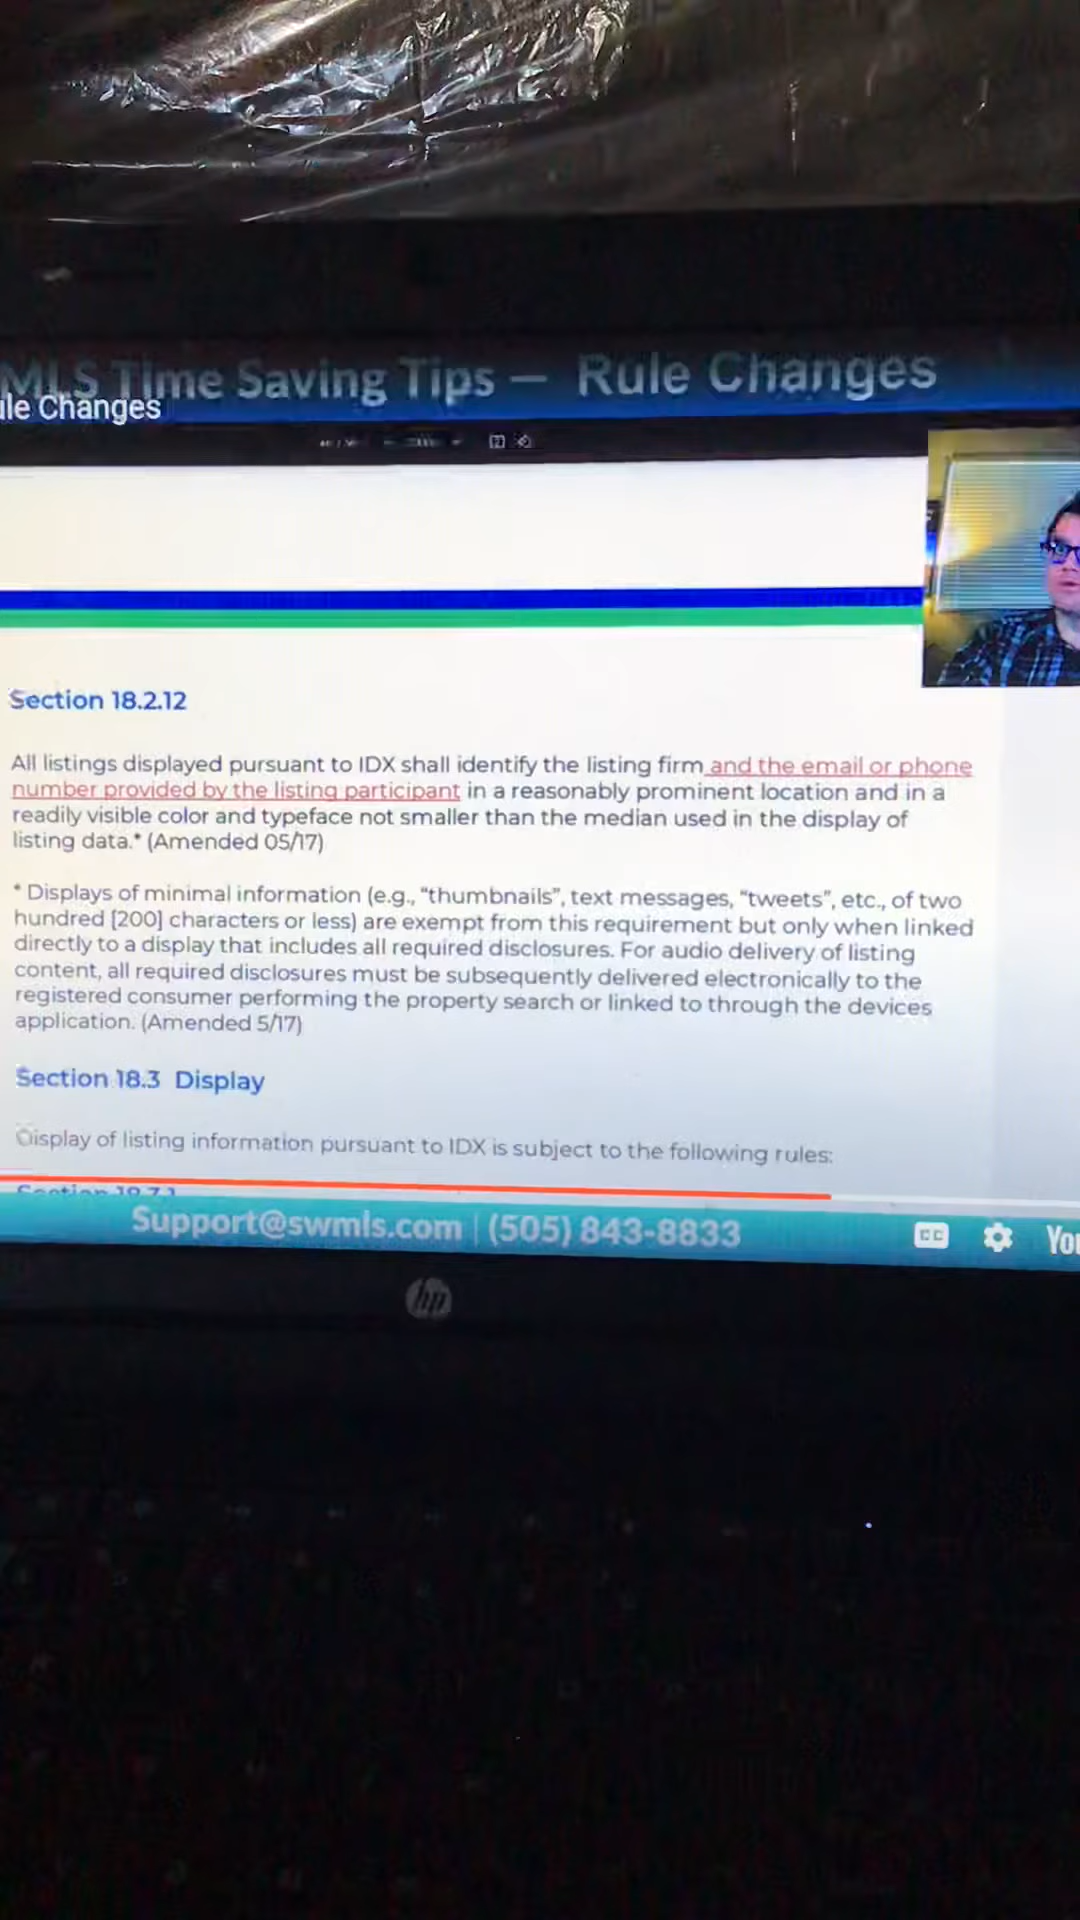 MLS Time Saving Tips — Rule Changes
ule Changes
Section 18.2.12
All listings displayed pursuant to IDX shall identify the listing firm and the email or phone
number provided by the listing participant in a reasonably prominent location and in a
readily visible color and typeface not smaller than the median used in the display of
listing data.* (Amended 05/17)
* Displays of minimal information (e.g., “thumbnails”, text messages, “tweets”, etc., of two
hundred [200] characters or less) are exempt from this requirement but only when linked
directly to a display that includes all required disclosures. For audio delivery of listing
content, all required disclosures must be subsequently delivered electronically to the
registered consumer performing the property search or linked to through the devices
application. (Amended 5/17)
Section 18.3 Display
Display of listing information pursuant to IDX is subject to the following rules:
Support@swmls.com | (505) 843-8833
CC
You
hp